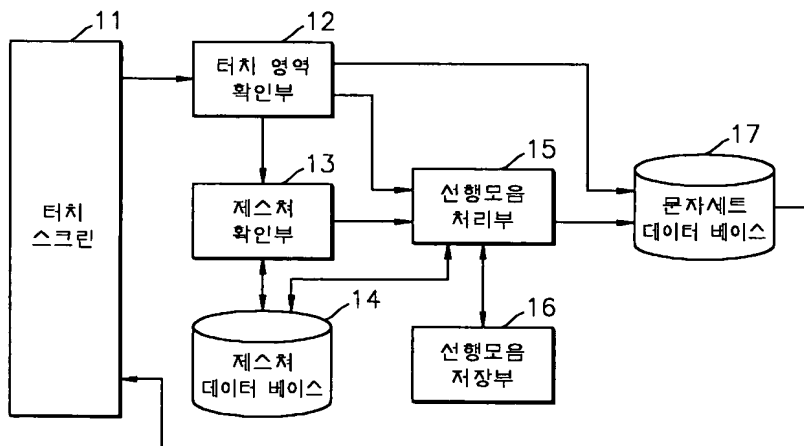 11
12
터치 영역
확인부
13
제스쳐
확인부
터치
스크린
14
제스쳐
데이터 베이스
15
선행모음
처리부
16
선행모음
저장부
17
문자세트
데이터 베이스